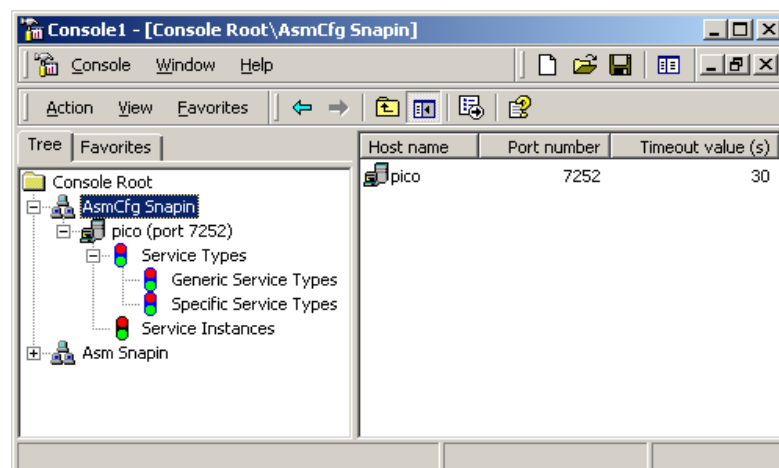 Console1 - [Console Root\AsmCfg Snapin]
Console Window Help
Action View Favorites
Tree Favorites
Host name Port number Timeout value (s)
Console Root
pico 7252 30
AsmCfg Snapin
pico (port 7252)
Service Types
Generic Service Types
Specific Service Types
Service Instances
Asm Snapin